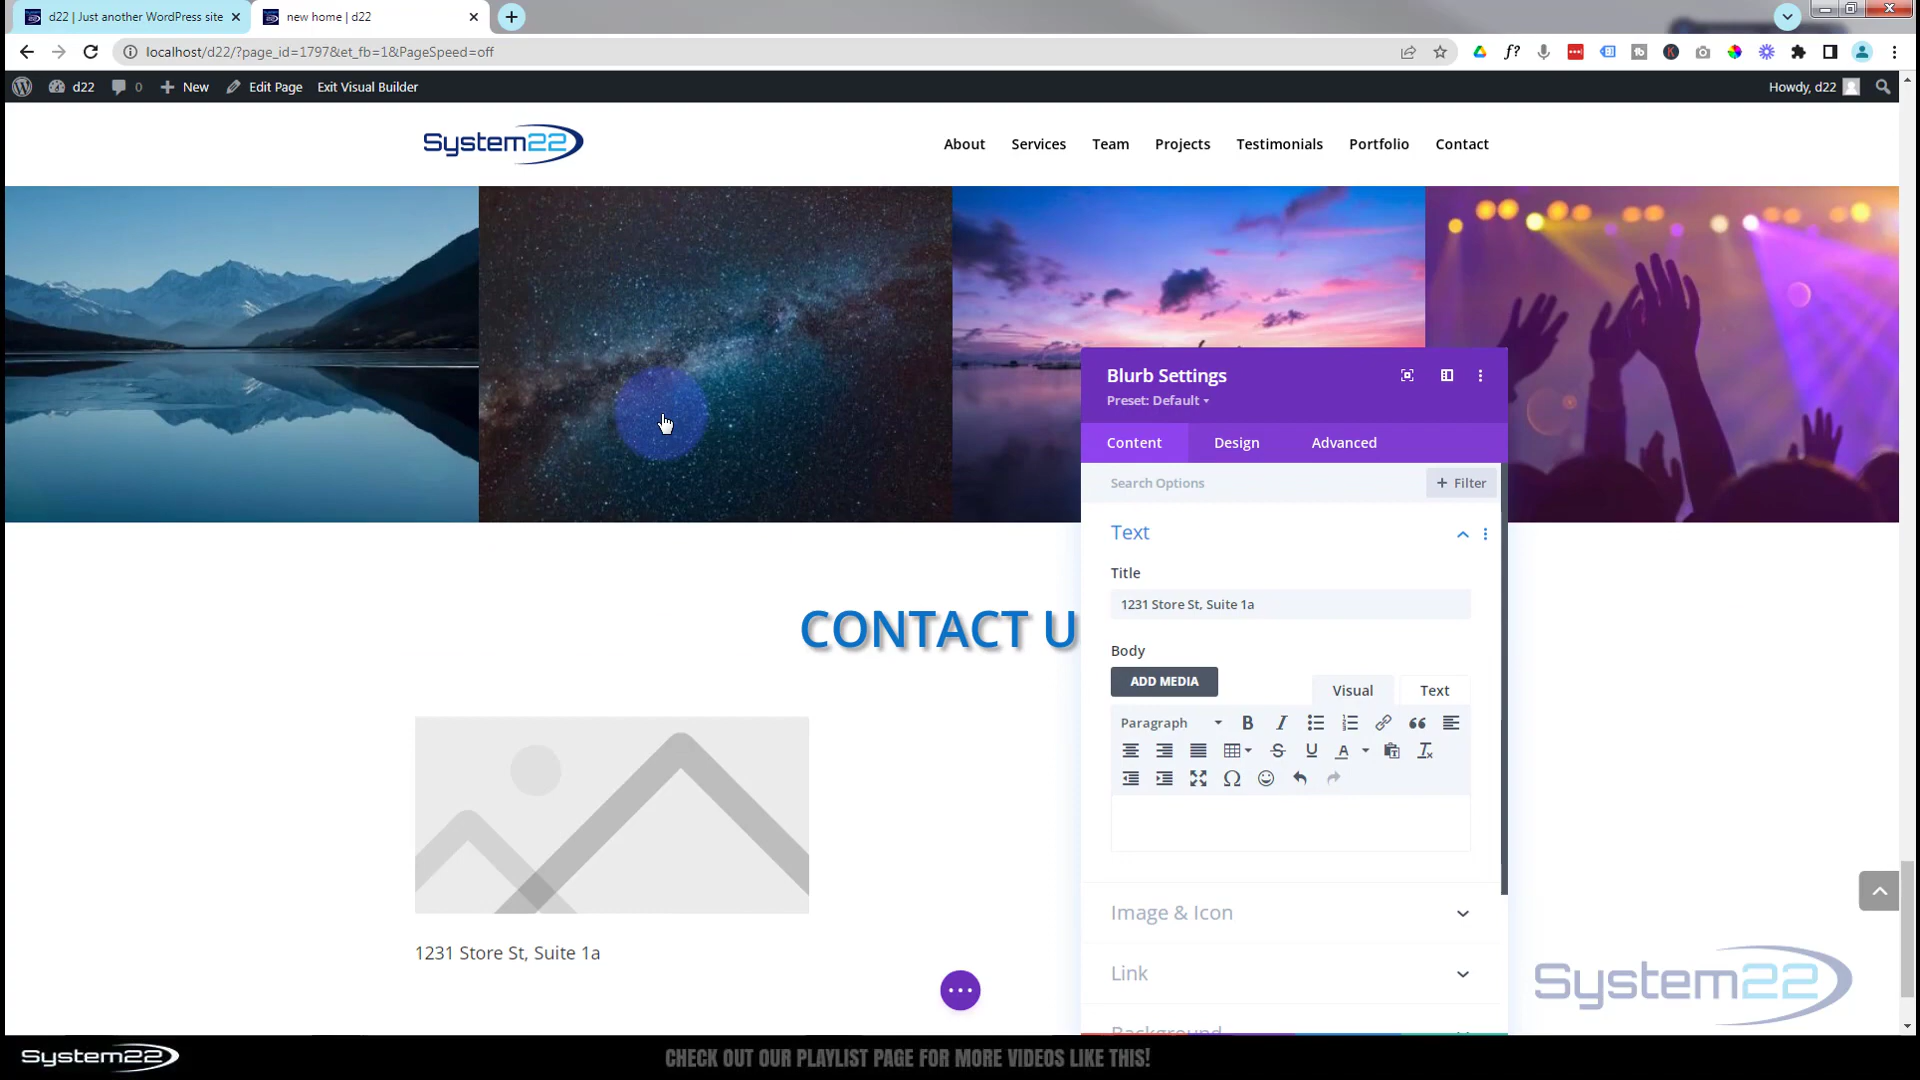 d22 | Just another WordPress site
new home | d22
localhost/d22/?page_id=1797&et_fb=1&PageSpeed=off
d22
0
New
Edit Page
Exit Visual Builder
Howdy, d22
System22
About
Services
Team
Projects
Testimonials
Portfolio
Contact
Blurb Settings
Preset: Default
Content
Design
Advanced
Search Options
+ Filter
Text
Title
1231 Store St, Suite 1a
Body
ADD MEDIA
Visual
Text
Paragraph
CONTACT U
1231 Store St, Suite 1a
Image & Icon
Link
Background
System22
System22
CHECK OUT OUR PLAYLIST PAGE FOR MORE VIDEOS LIKE THIS!